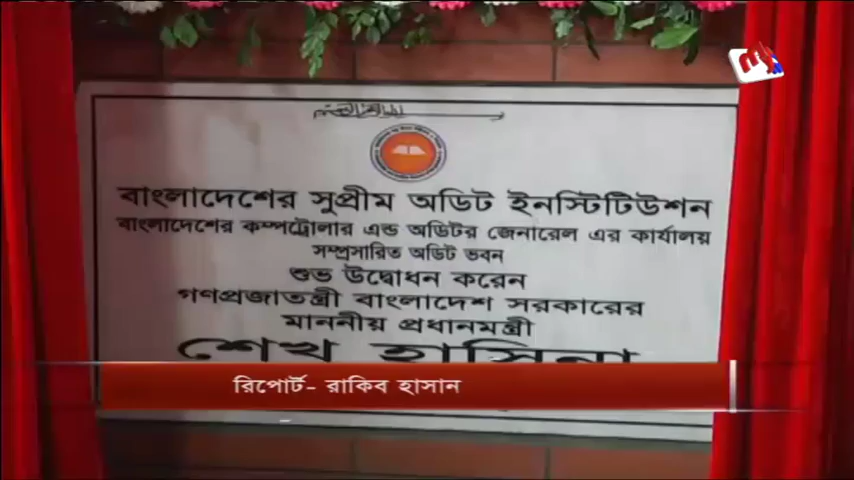 বাংলাদেশের সুপ্রীম অডিট ইনস্টিটিউশন
বাংলাদেশের কম্পট্রোলার এন্ড অডিটর জেনারেল এর কার্যালয়
সম্প্রসারিত অডিট ভবন
শুভ উদ্বোধন করেন
গণপ্রজাতন্ত্রী বাংলাদেশ সরকারের
মাননীয় প্রধানমন্ত্রী
শেখ হাসিনা
রিপোর্ট- রাকিব হাসান